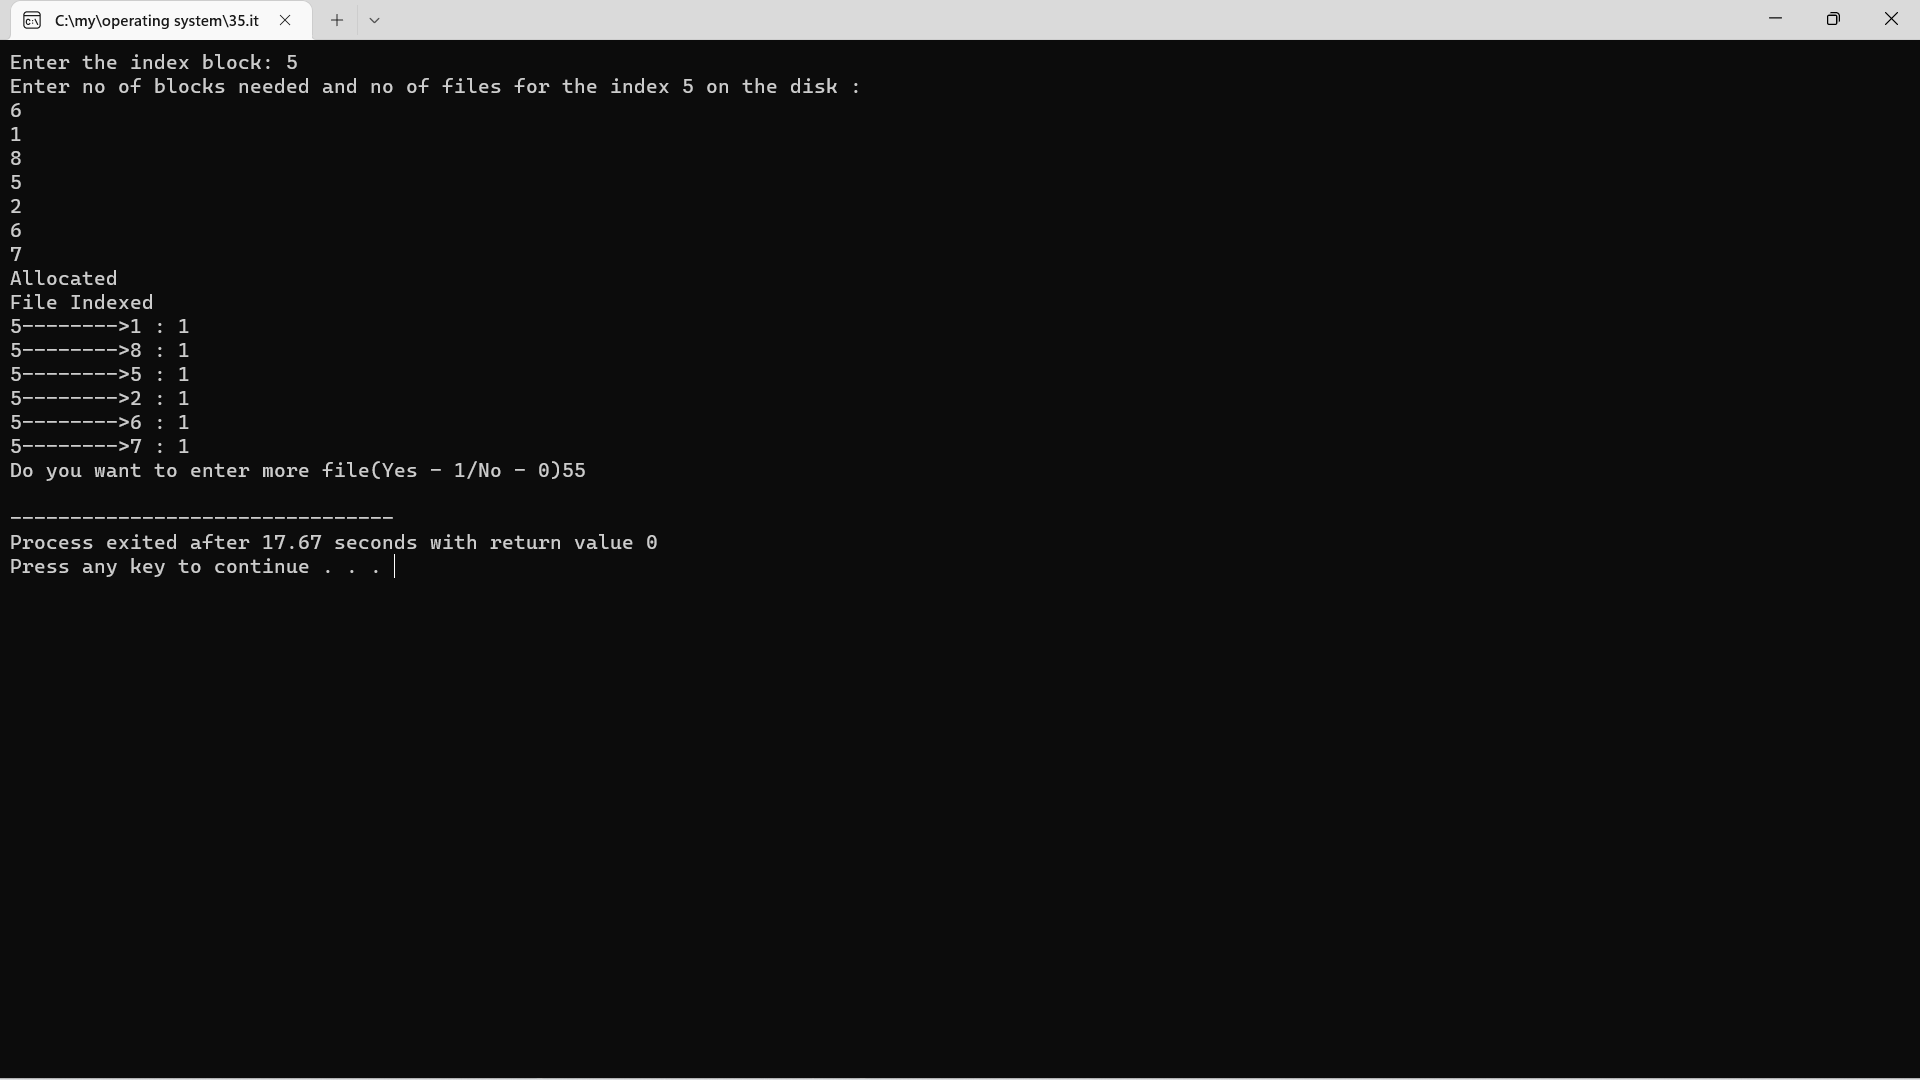 C:\my\operating system\35.it
Enter the index block: 5
Enter no of blocks needed and no of files for the index 5 on the disk :
6
1
8
5
2
6
7
Allocated
File Indexed
5-------->1 : 1
5-------->8 : 1
5-------->5 : 1
5-------->2 : 1
5-------->6 : 1
5-------->7 : 1
Do you want to enter more file(Yes - 1/No - 0)55
--------------------------------
Process exited after 17.67 seconds with return value 0
Press any key to continue . . .